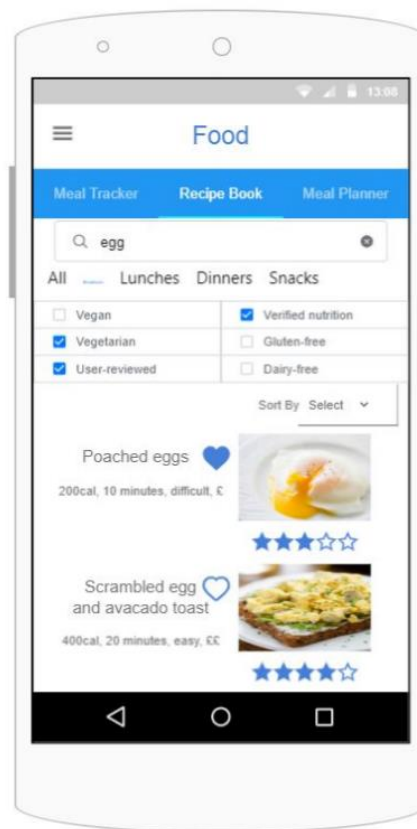 13:08
Food
Meal Tracker Recipe Book Meal Planner
egg
All Lunches Dinners Snacks
Vegan Verified nutrition
Vegetarian Gluten-free
User-reviewed Dairy-free
Sort By Select
Poached eggs
200cal, 10 minutes, difficult, £
Scrambled egg
and avacado toast
400cal, 20 minutes, easy, ££